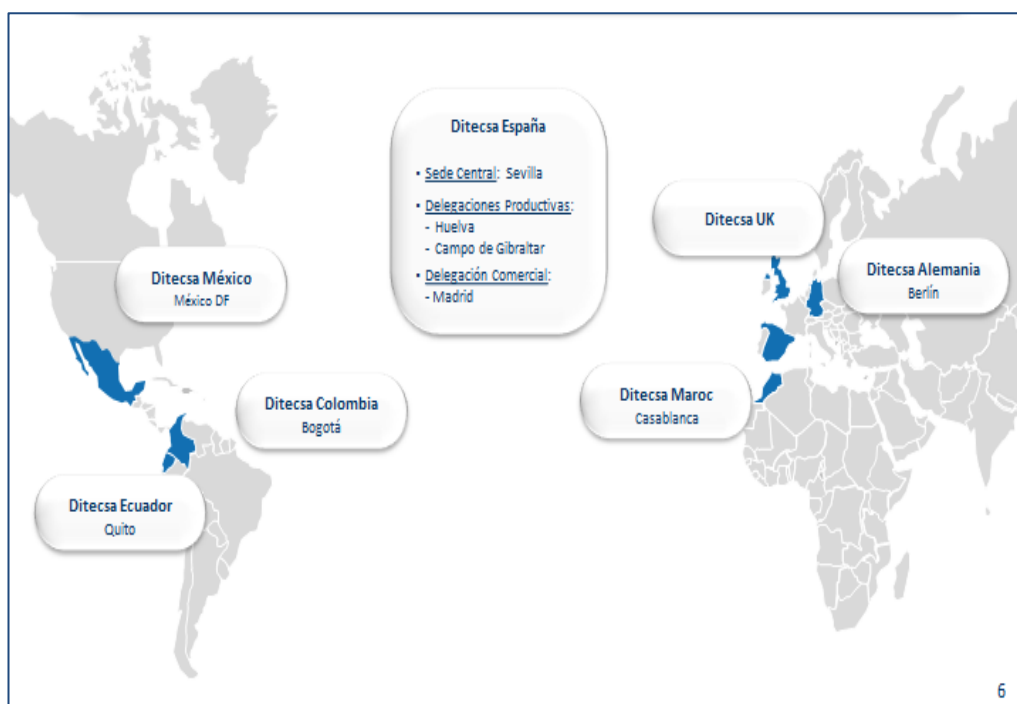 Ditecsa España
• Sede Central: Sevilla
• Delegaciones Productivas:
- Huelva
- Campo de Gibraltar
• Delegación Comercial:
- Madrid
Ditecsa UK
Ditecsa Alemania
Berlín
Ditecsa México
México DF
Ditecsa Colombia
Bogotá
Ditecsa Maroc
Casablanca
Ditecsa Ecuador
Quito
6